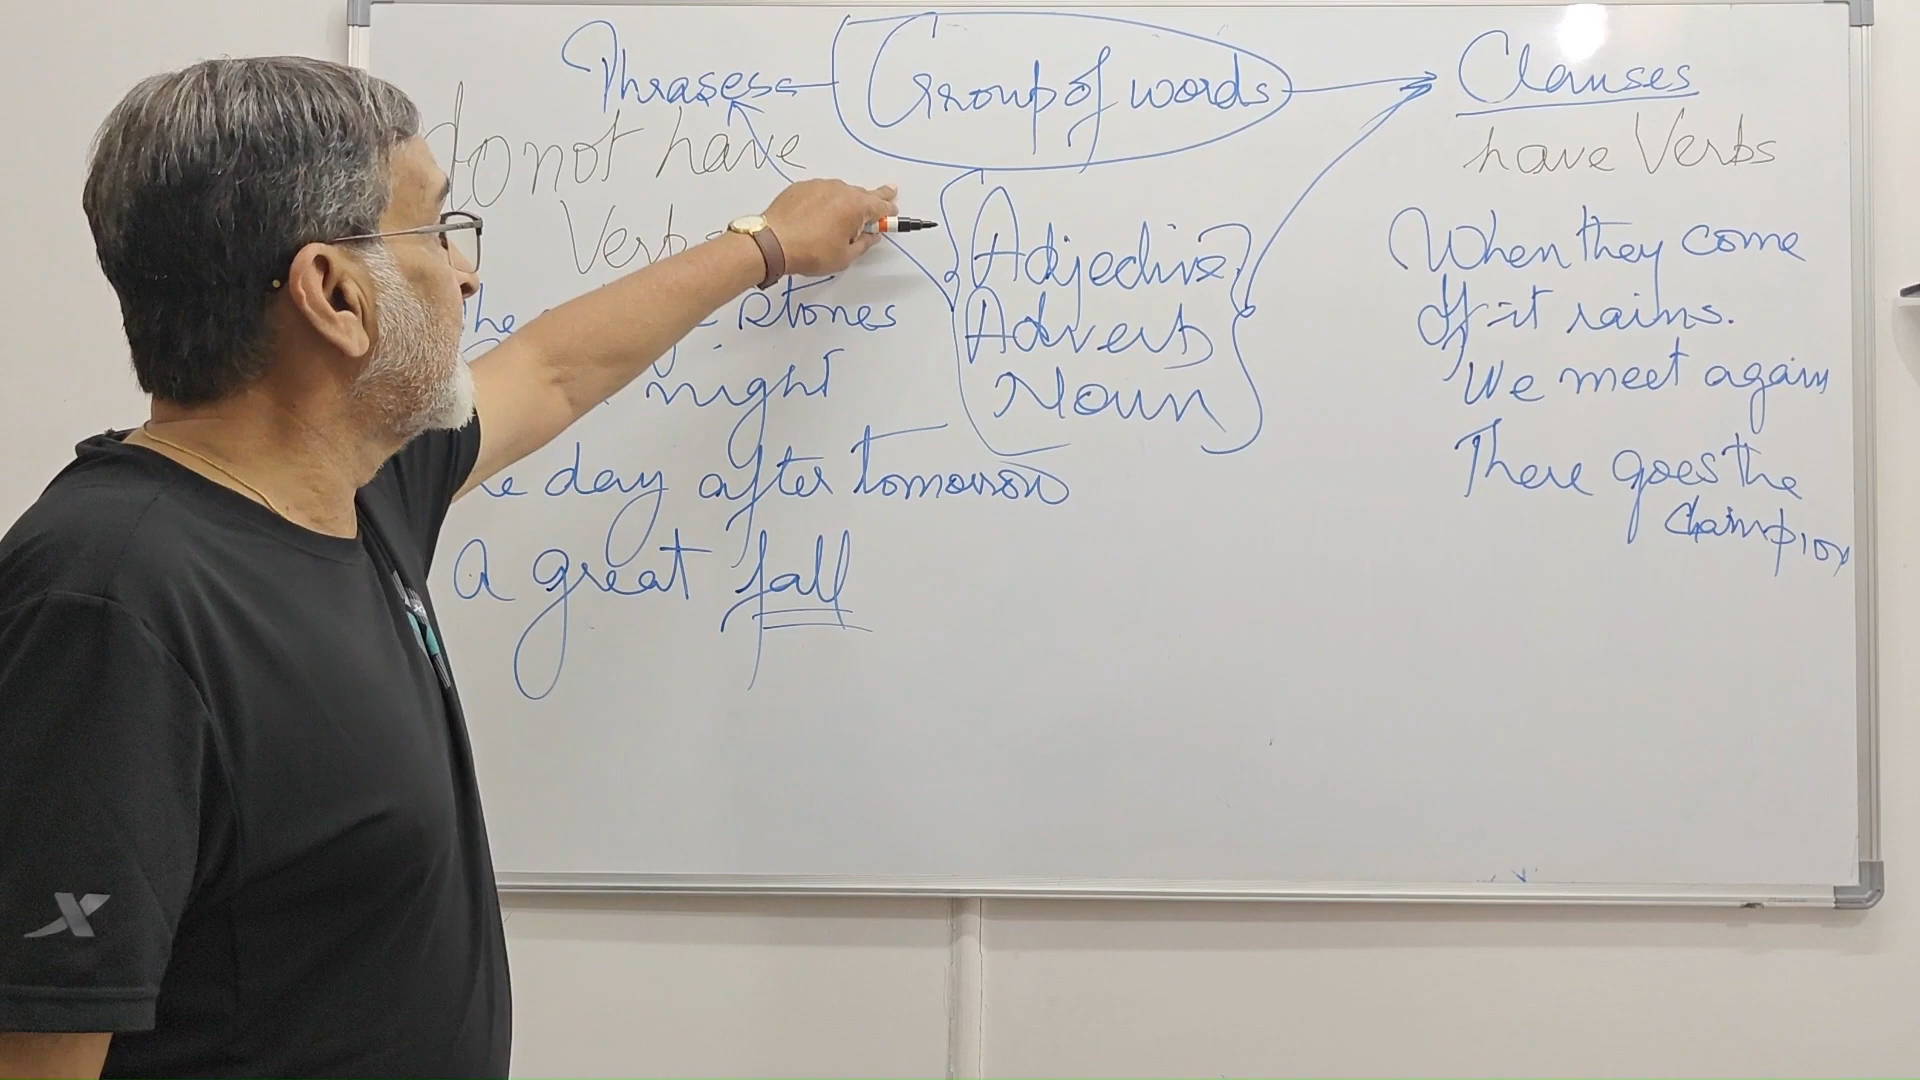 Phrases Group of words Clauses
do not have
Verbs
have Verbs
Adjective
Adverb
Noun
The stones
night
day after tomorrow
A great fall
When they come
If it rains.
We meet again
There goes the
Champion
X